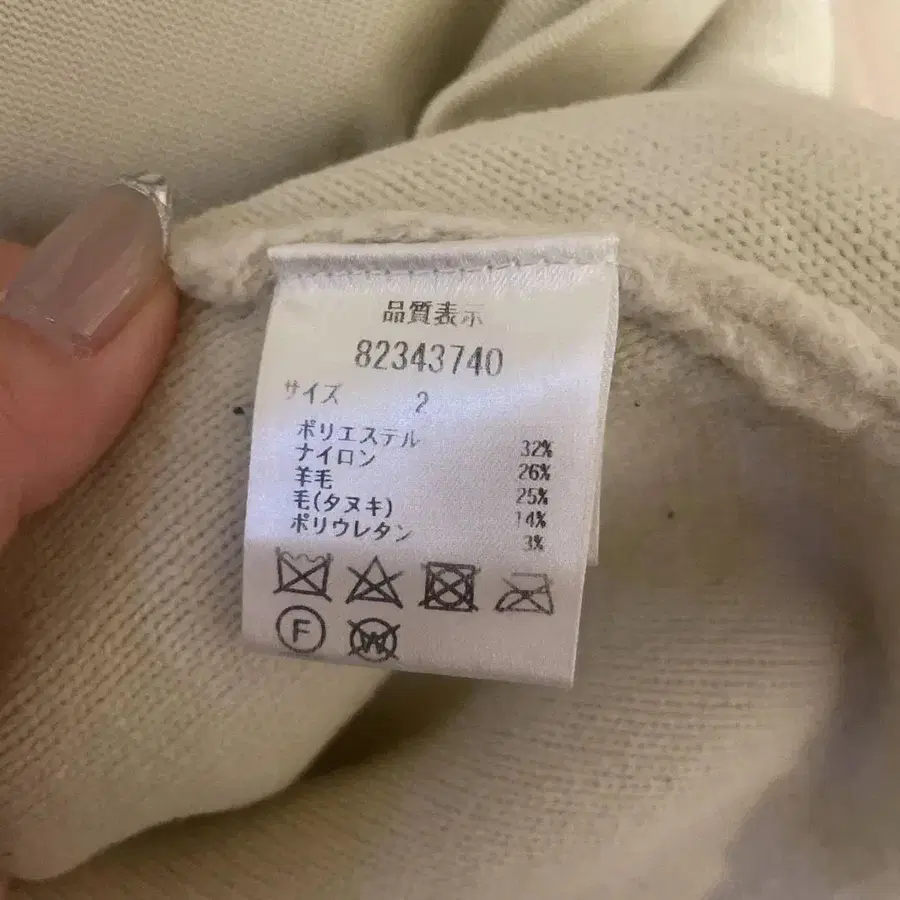 品質表示
82343740
サイズ 2
ポリエステル 32%
ナイロン 26%
羊毛 25%
毛(タヌキ) 14%
ポリウレタン 3%
F W